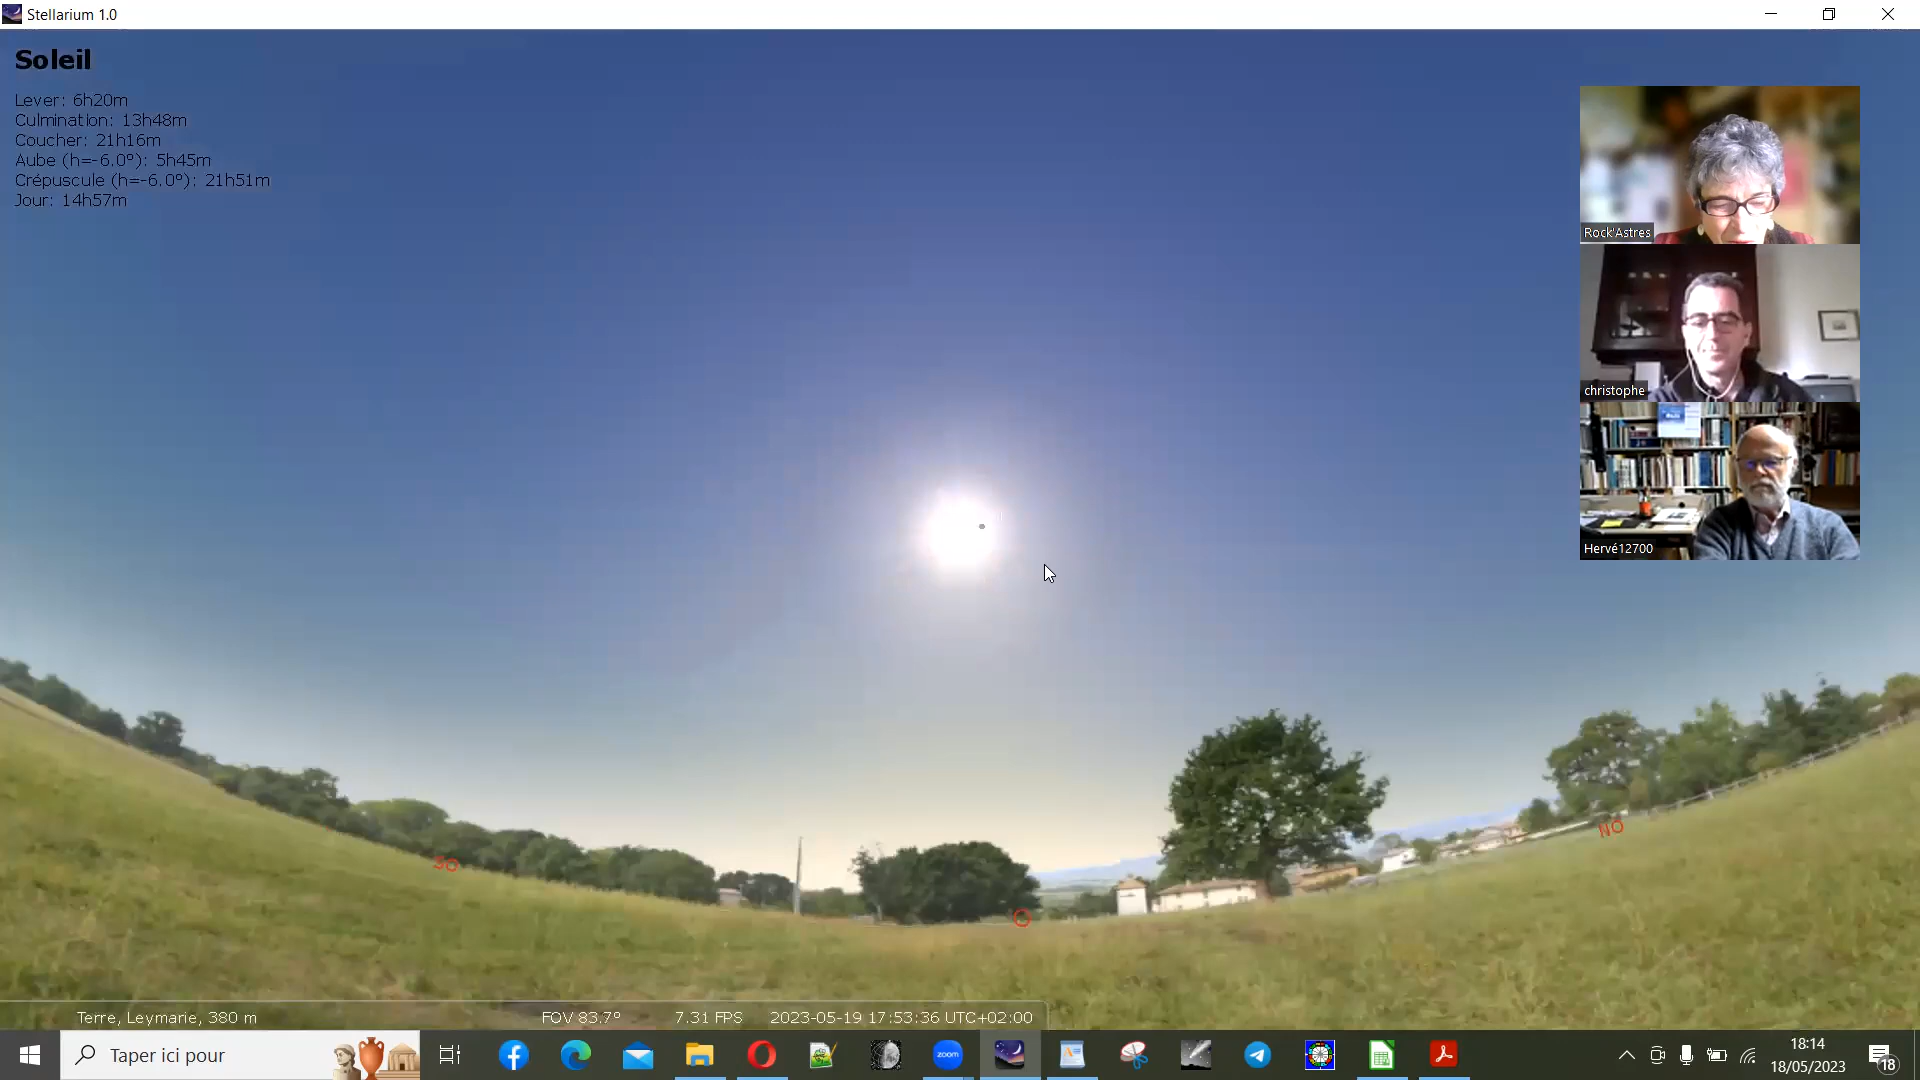 Stellarium 1.0
Soleil
Lever: 6h20m
Culmination: 13h48m
Coucher: 21h16m
Aube (h=-6.0°): 5h45m
Crépuscule (h=-6.0°): 21h51m
Jour: 14h57m
Rock'Astres
christophe
Hervé12700
SO
O
NO
Terre, Leymarie, 380 m
FOV 83.7°
7.31 FPS
2023-05-19 17:53:36 UTC+02:00
Taper ici pour
zoom
18:14
18/05/2023
18